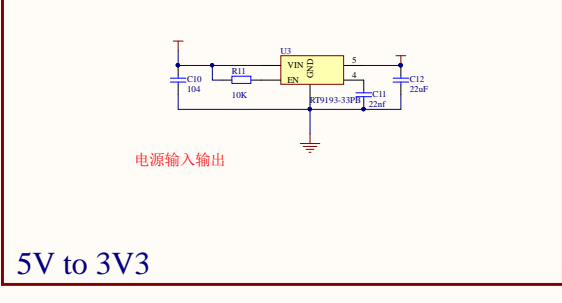 U3
VIN
GND
5
EN
4
R11
10K
C10
104
C12
22uF
RT9193-33PB
C11
22nf
电源输入输出
5V to 3V3